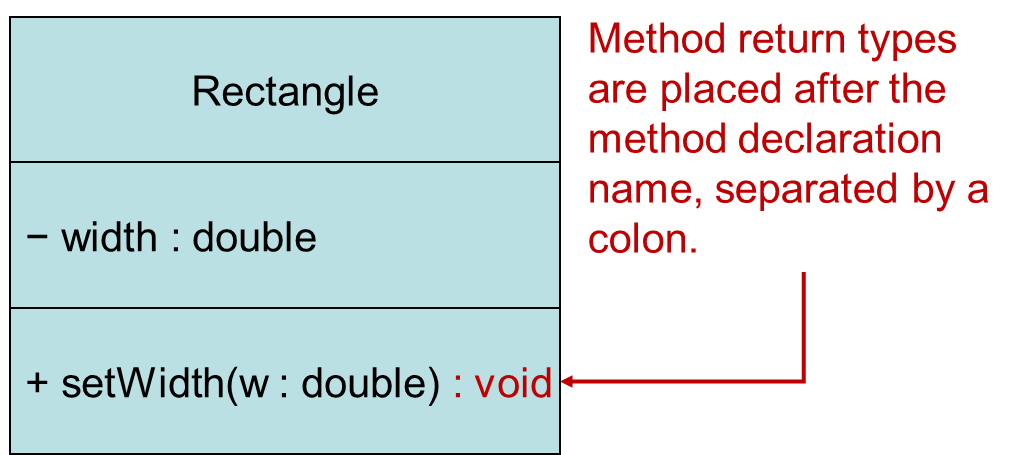 Rectangle
− width : double
+ setWidth(w : double) : void
Method return types
are placed after the
method declaration
name, separated by a
colon.